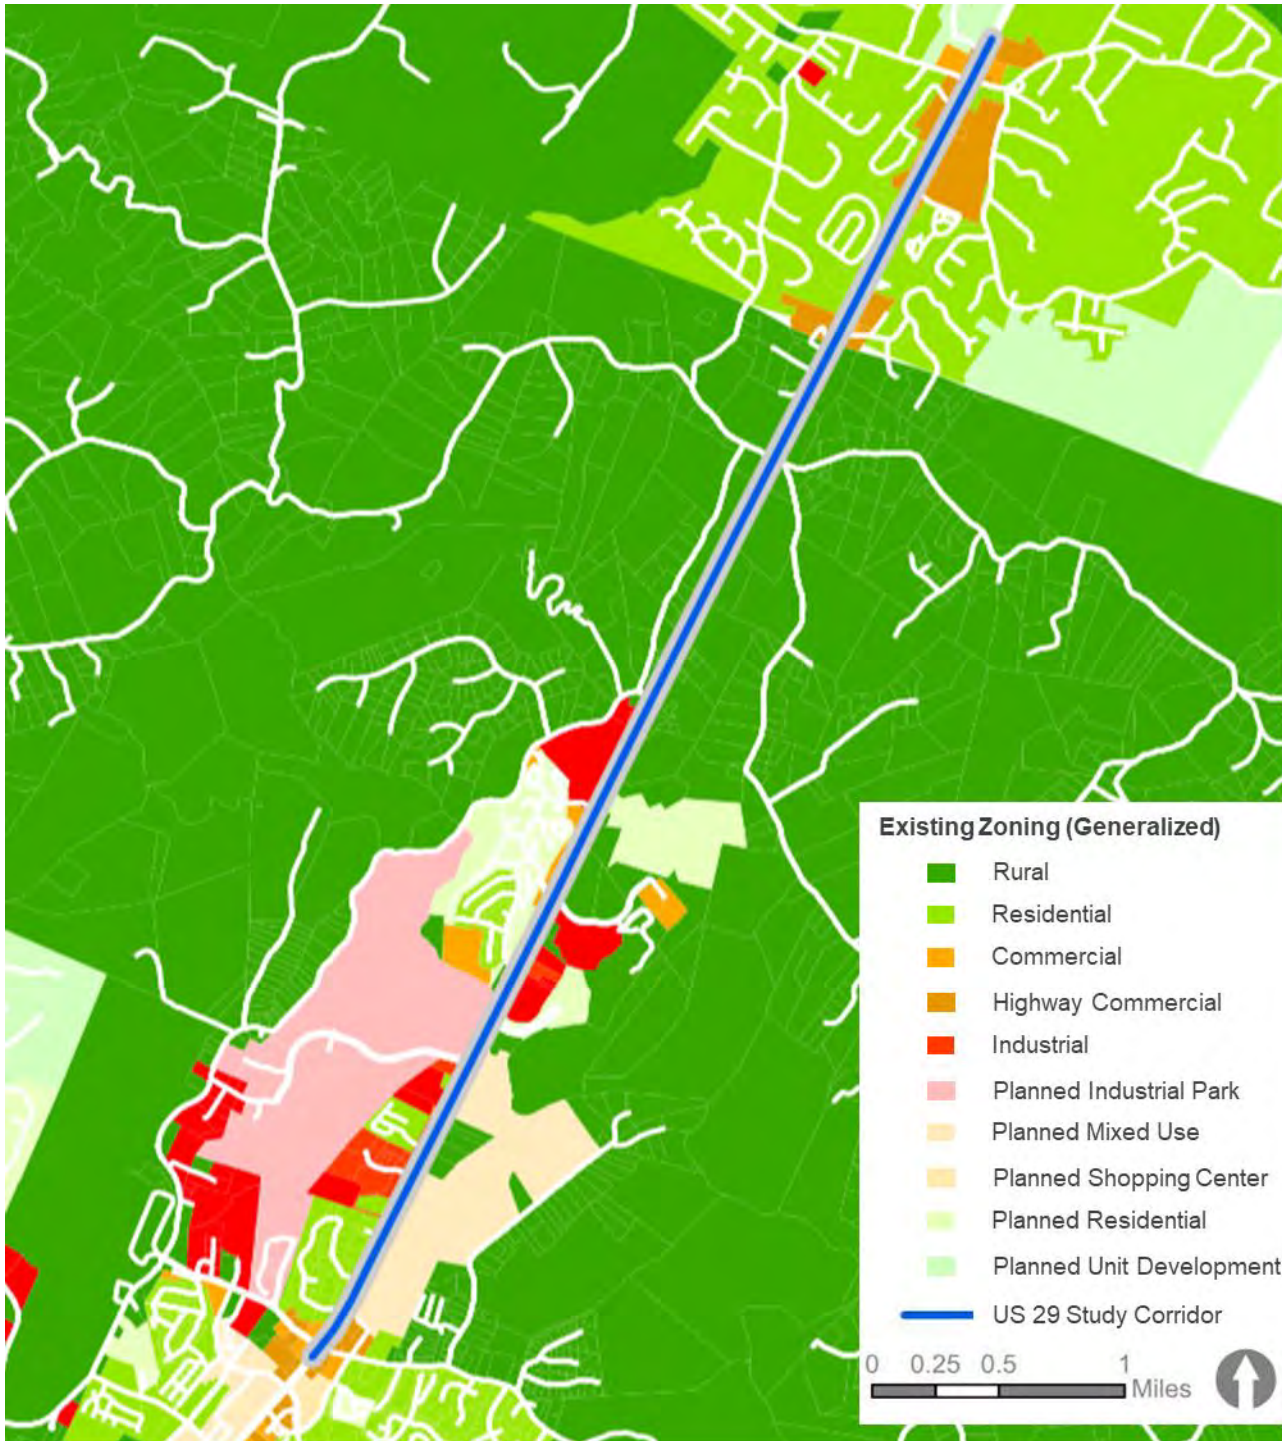 Existing Zoning (Generalized)
Rural
Residential
Commercial
Highway Commercial
Industrial
Planned Industrial Park
Planned Mixed Use
Planned Shopping Center
Planned Residential
Planned Unit Development
US 29 Study Corridor
0 0.25 0.5 1
Miles